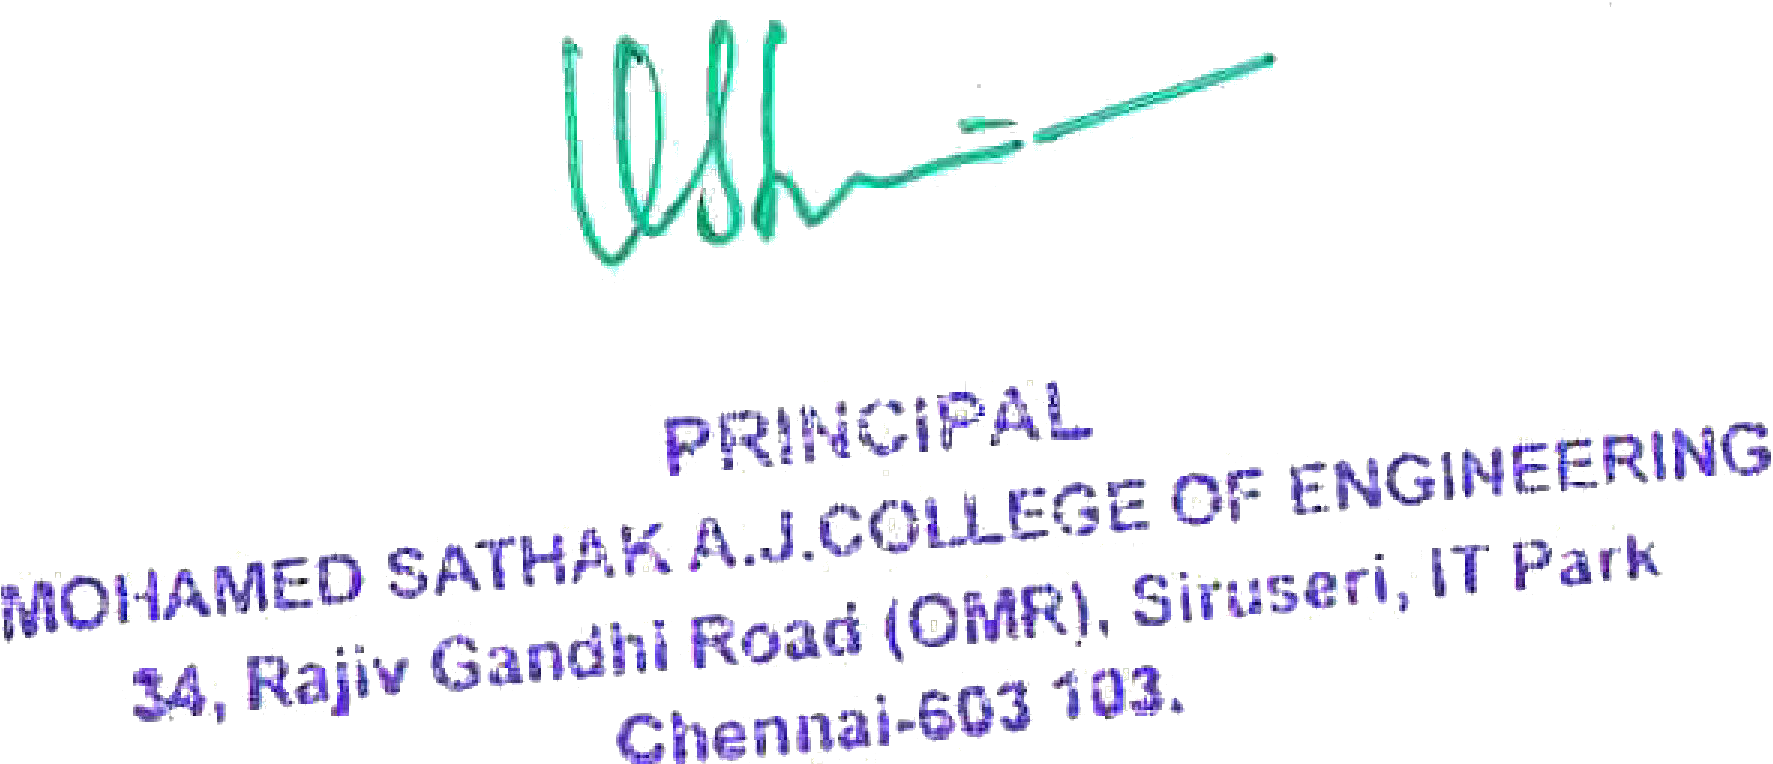 PRINCIPAL
MOHAMED SATHAK A.J.COLLEGE OF ENGINEERING
34, Rajiv Gandhi Road (OMR), Siruseri, IT Park
Chennai-603 103.